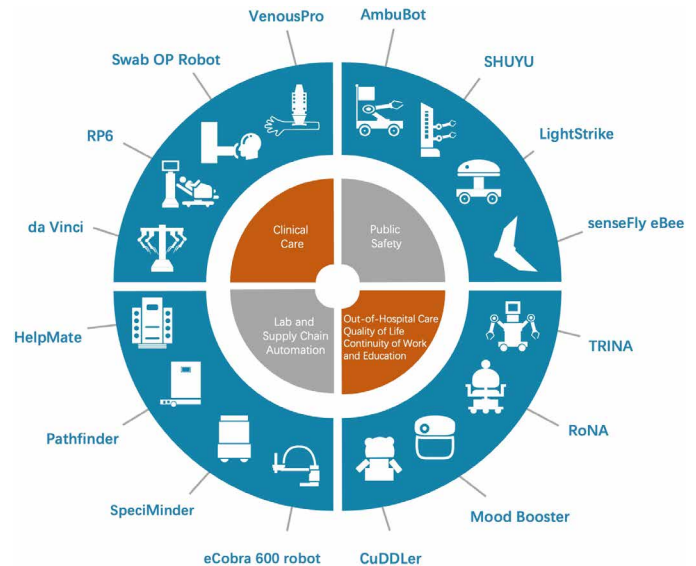 VenousPro
AmbuBot
Swab OP Robot
SHUYU
RP6
LightStrike
da Vinci
senseFly eBee
Clinical
Care
Public
Safety
Lab and
Supply Chain
Automation
Out-of-Hospital Care
Quality of Life
Continuity of Work
and Education
HelpMate
TRINA
Pathfinder
RoNA
SpeciMinder
Mood Booster
eCobra 600 robot
CuDDLer